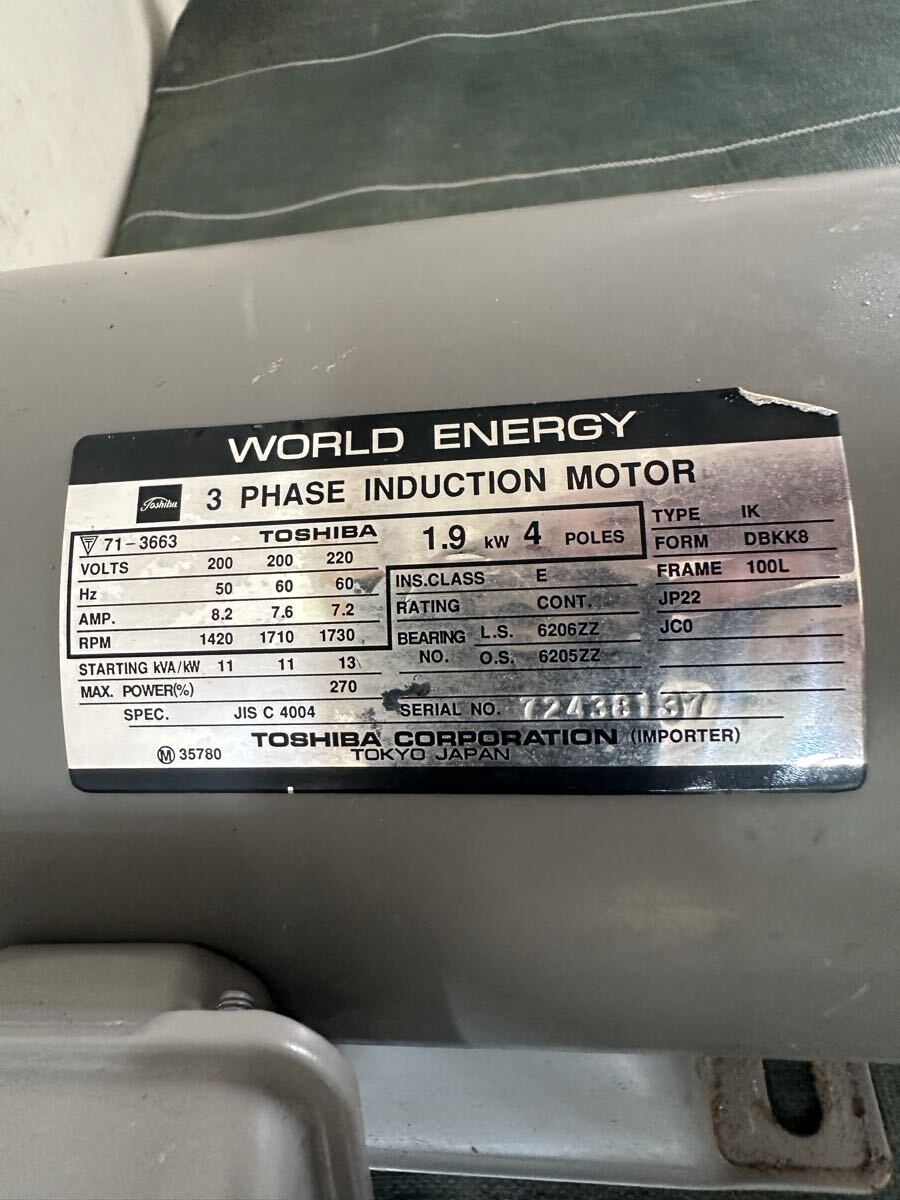 WORLD ENERGY
Toshiba 3 PHASE INDUCTION MOTOR
T 71-3663 TOSHIBA 1.9 kW 4 POLES
TYPE IK
FORM DBKK8
VOLTS 200 200 220
Hz 50 60 60
AMP. 8.2 7.6 7.2
RPM 1420 1710 1730
INS.CLASS E
RATING CONT.
BEARING NO. L.S. 6206ZZ
O.S. 6205ZZ
FRAME 100L
JP22
JC0
STARTING kVA/kW 11 11 13
MAX. POWER(%) 270
SPEC. JIS C 4004
SERIAL NO. 72436137
TOSHIBA CORPORATION (IMPORTER)
M 35780 TOKYO JAPAN